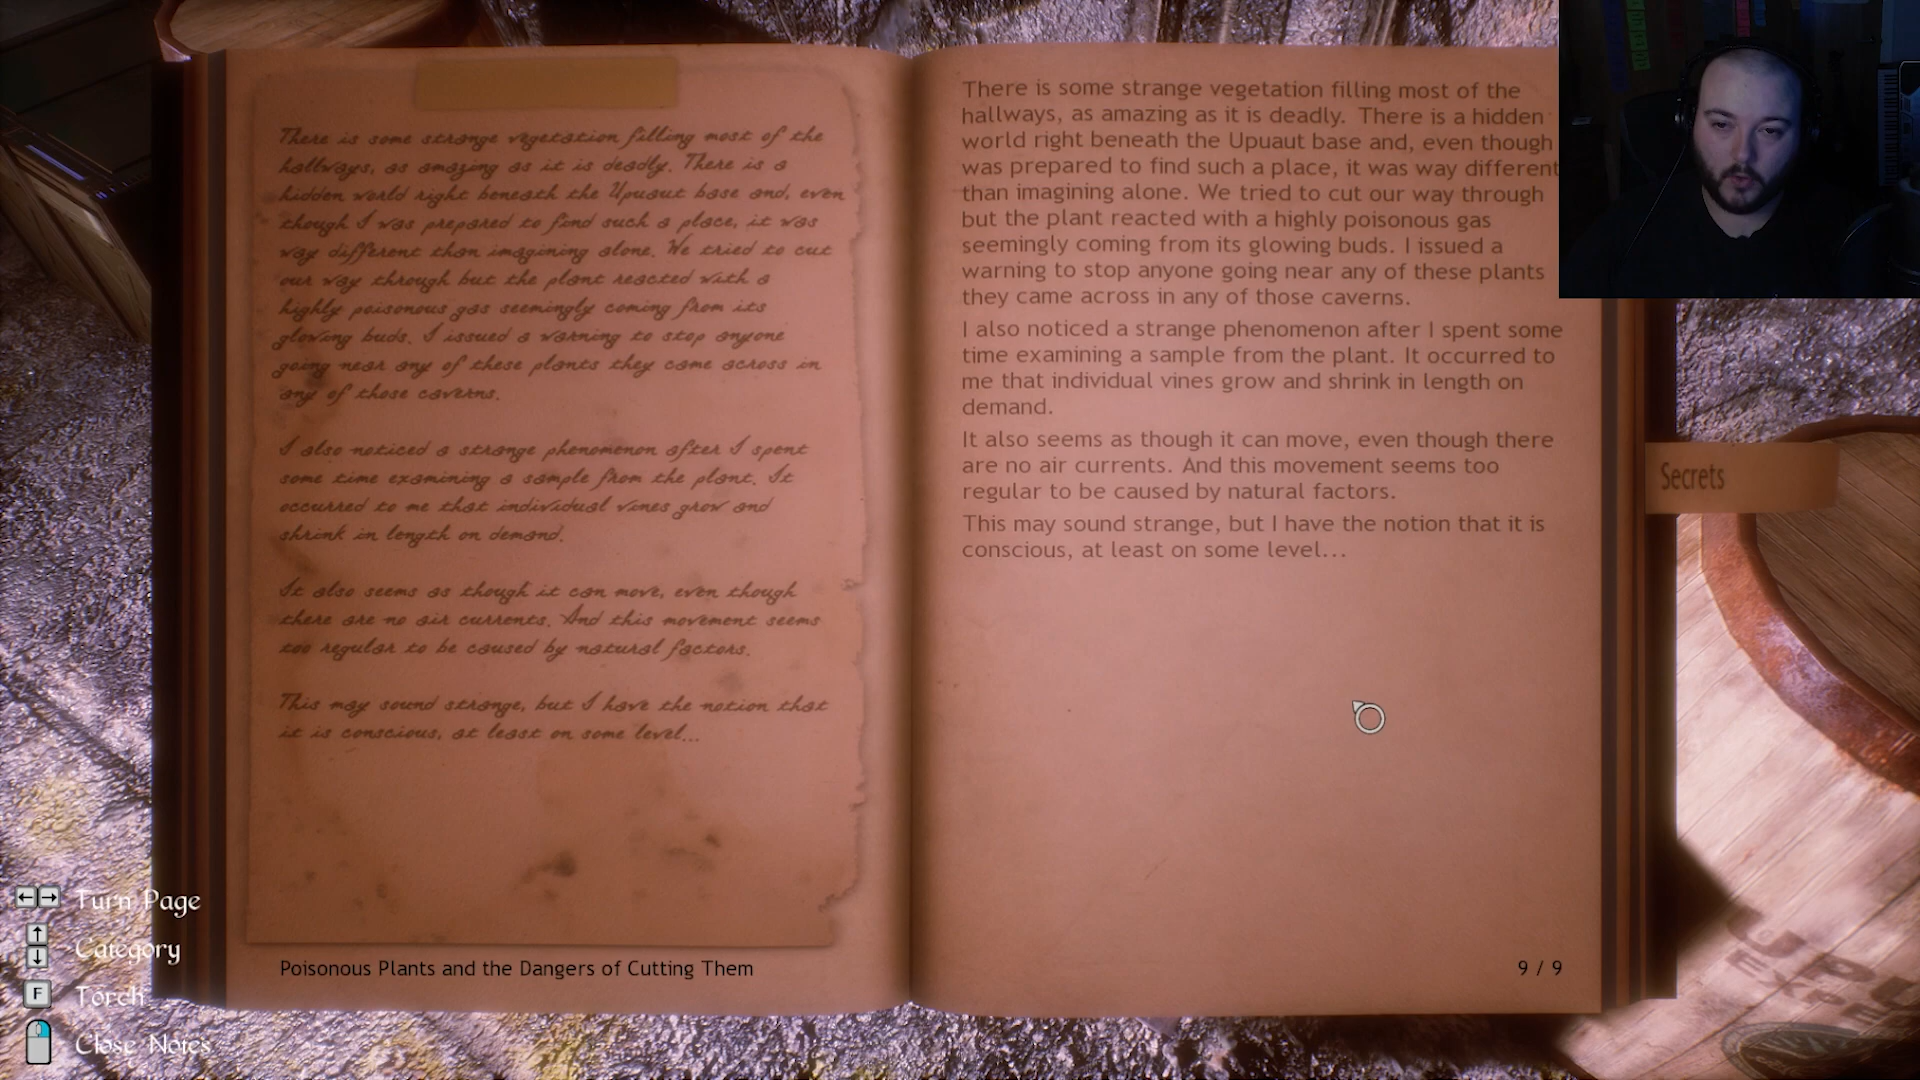 There is some strange vegetation filling most of the
hallways, as amazing as it is deadly. There is a
hidden world right beneath the Upuaut base and, even
though I was prepared to find such a place, it was
way different than imagining alone. We tried to cut
our way through but the plant reacted with a
highly poisonous gas seemingly coming from its
glowing buds. I issued a warning to stop anyone
going near any of these plants they came across in
any of those caverns.
I also noticed a strange phenomenon after I spent
some time examining a sample from the plant. It
occurred to me that individual vines grow and
shrink in length on demand.
It also seems as though it can move, even though
there are no air currents. And this movement seems
too regular to be caused by natural factors.
This may sound strange, but I have the notion that
it is conscious, at least on some level...
Poisonous Plants and the Dangers of Cutting Them
There is some strange vegetation filling most of the
hallways, as amazing as it is deadly. There is a hidden
world right beneath the Upuaut base and, even though
was prepared to find such a place, it was way different
than imagining alone. We tried to cut our way through
but the plant reacted with a highly poisonous gas
seemingly coming from its glowing buds. I issued a
warning to stop anyone going near any of these plants
they came across in any of those caverns.
I also noticed a strange phenomenon after I spent some
time examining a sample from the plant. It occurred to
me that individual vines grow and shrink in length on
demand.
It also seems as though it can move, even though there
are no air currents. And this movement seems too
regular to be caused by natural factors.
This may sound strange, but I have the notion that it is
conscious, at least on some level...
9 / 9
Secrets
Turn Page
Category
F Torch
Close Notes